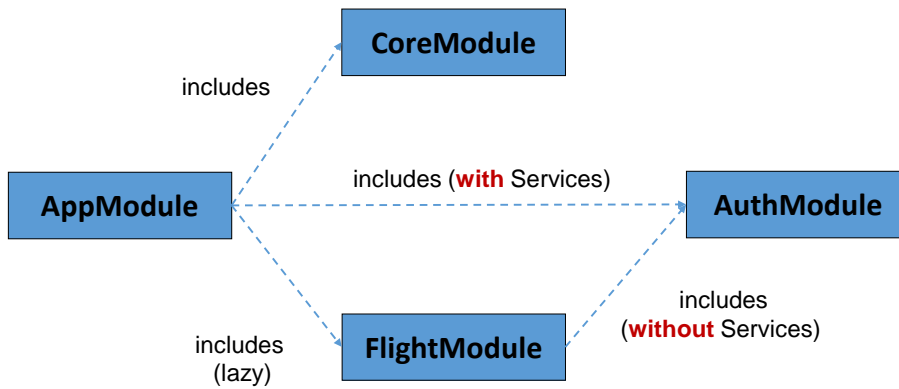 CoreModule
includes
includes (with Services)
AppModule
AuthModule
includes
(without Services)
FlightModule
includes
(lazy)